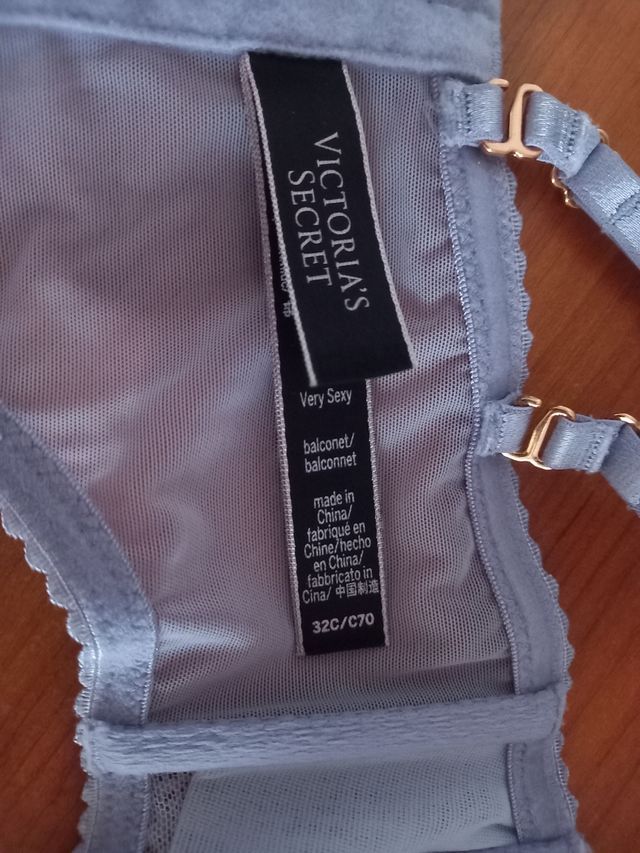 VICTORIA'S
SECRET
Very Sexy
balconet/
balconnet
made in
China/
fabriqué en
Chine/hecho
en China/
fabbricato in
Cina/ 中国制造
32C/C70